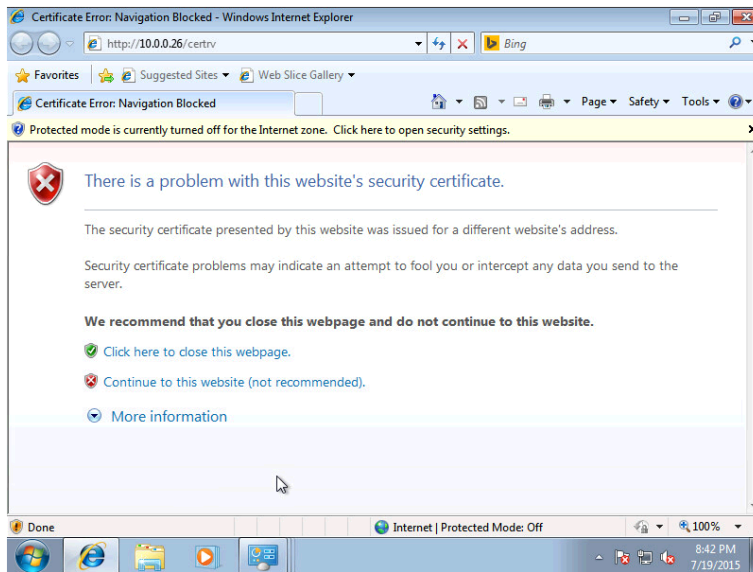 Certificate Error: Navigation Blocked - Windows Internet Explorer
http://10.0.0.26/certrv
Bing
Favorites
Suggested Sites
Web Slice Gallery
Certificate Error: Navigation Blocked
Page
Safety
Tools
Protected mode is currently turned off for the Internet zone. Click here to open security settings.
There is a problem with this website's security certificate.
The security certificate presented by this website was issued for a different website's address.
Security certificate problems may indicate an attempt to fool you or intercept any data you send to the
server.
We recommend that you close this webpage and do not continue to this website.
Click here to close this webpage.
Continue to this website (not recommended).
More information
Done
Internet | Protected Mode: Off
100%
8:42 PM
7/19/2015